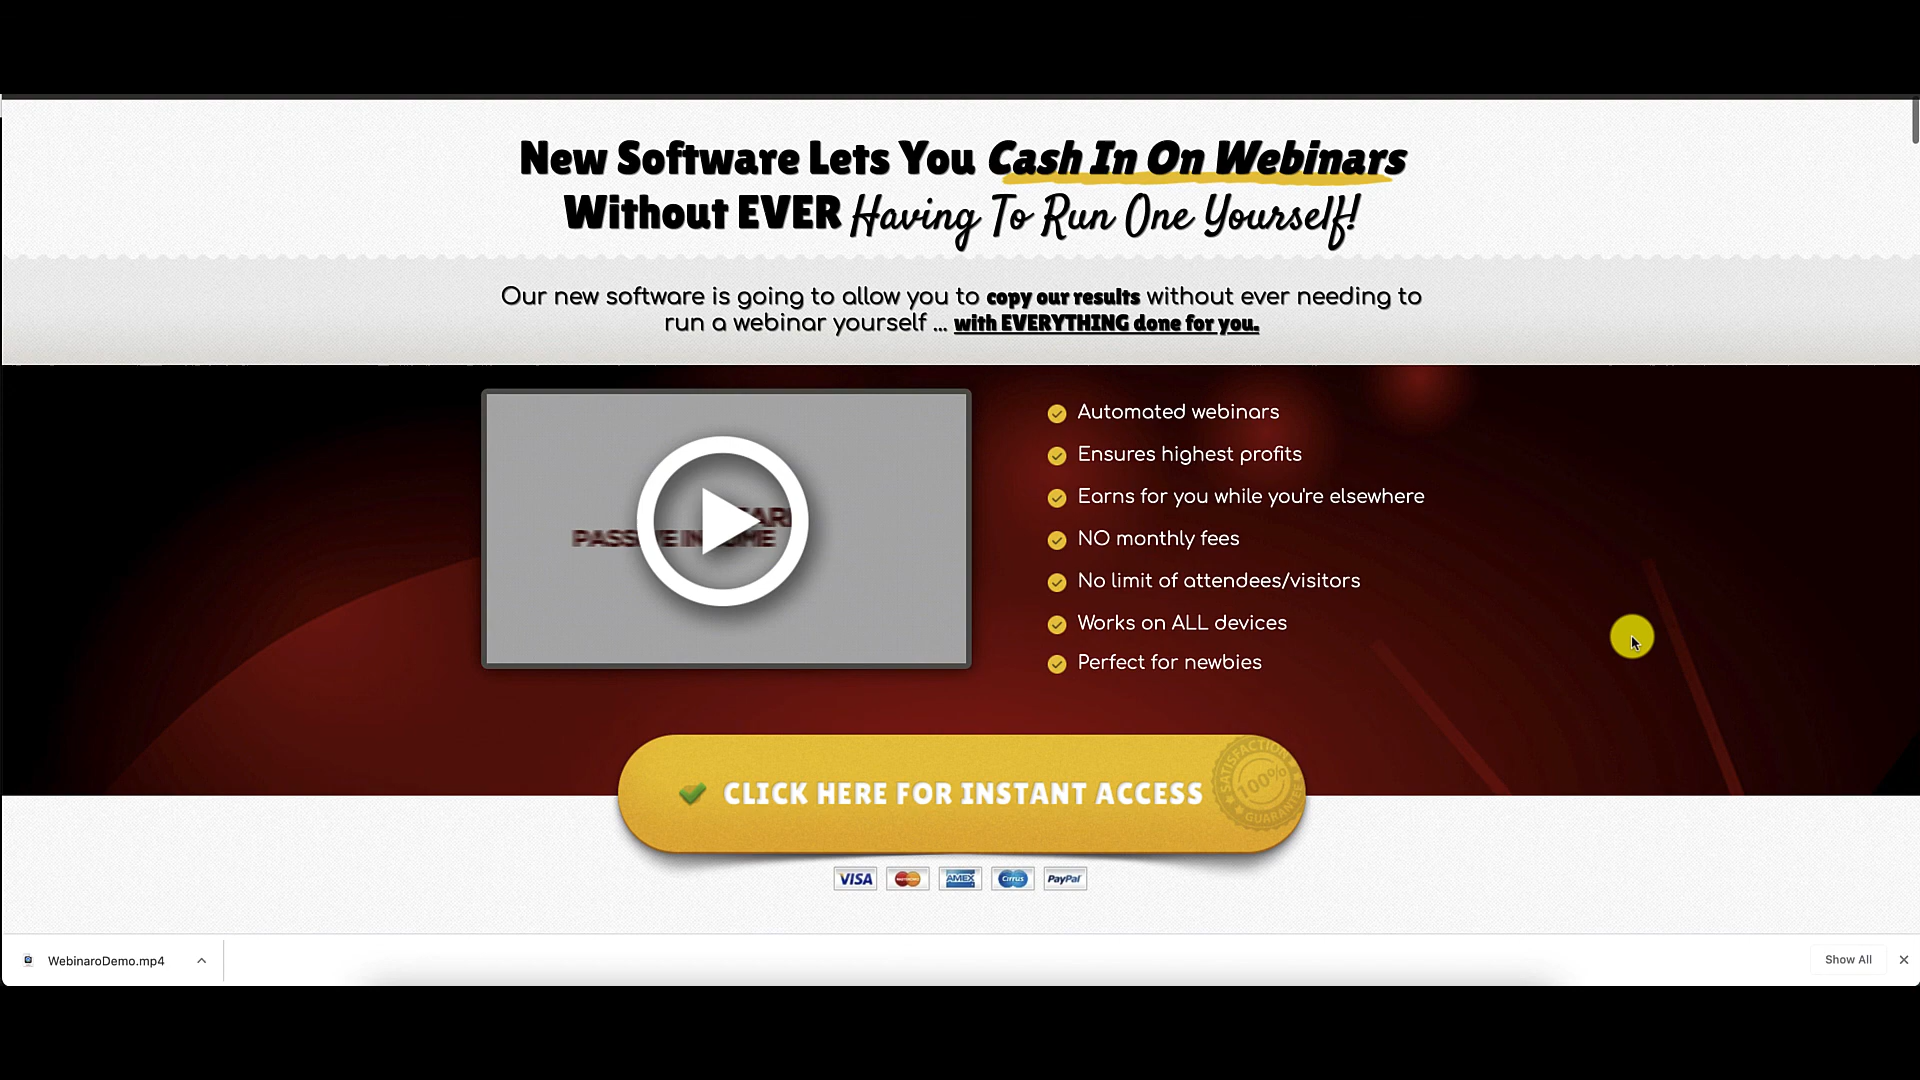 New Software Lets You Cash In On Webinars
Without EVER Having To Run One Yourself!
Our new software is going to allow you to copy our results without ever needing to
run a webinar yourself ... with EVERYTHING done for you.
Automated webinars
Ensures highest profits
Earns for you while you're elsewhere
NO monthly fees
No limit of attendees/visitors
Works on ALL devices
Perfect for newbies
CLICK HERE FOR INSTANT ACCESS
SATISFACTION
100%
GUARANTEE
VISA
AMEX
Cirrus
PayPal
WebinaroDemo.mp4
Show All